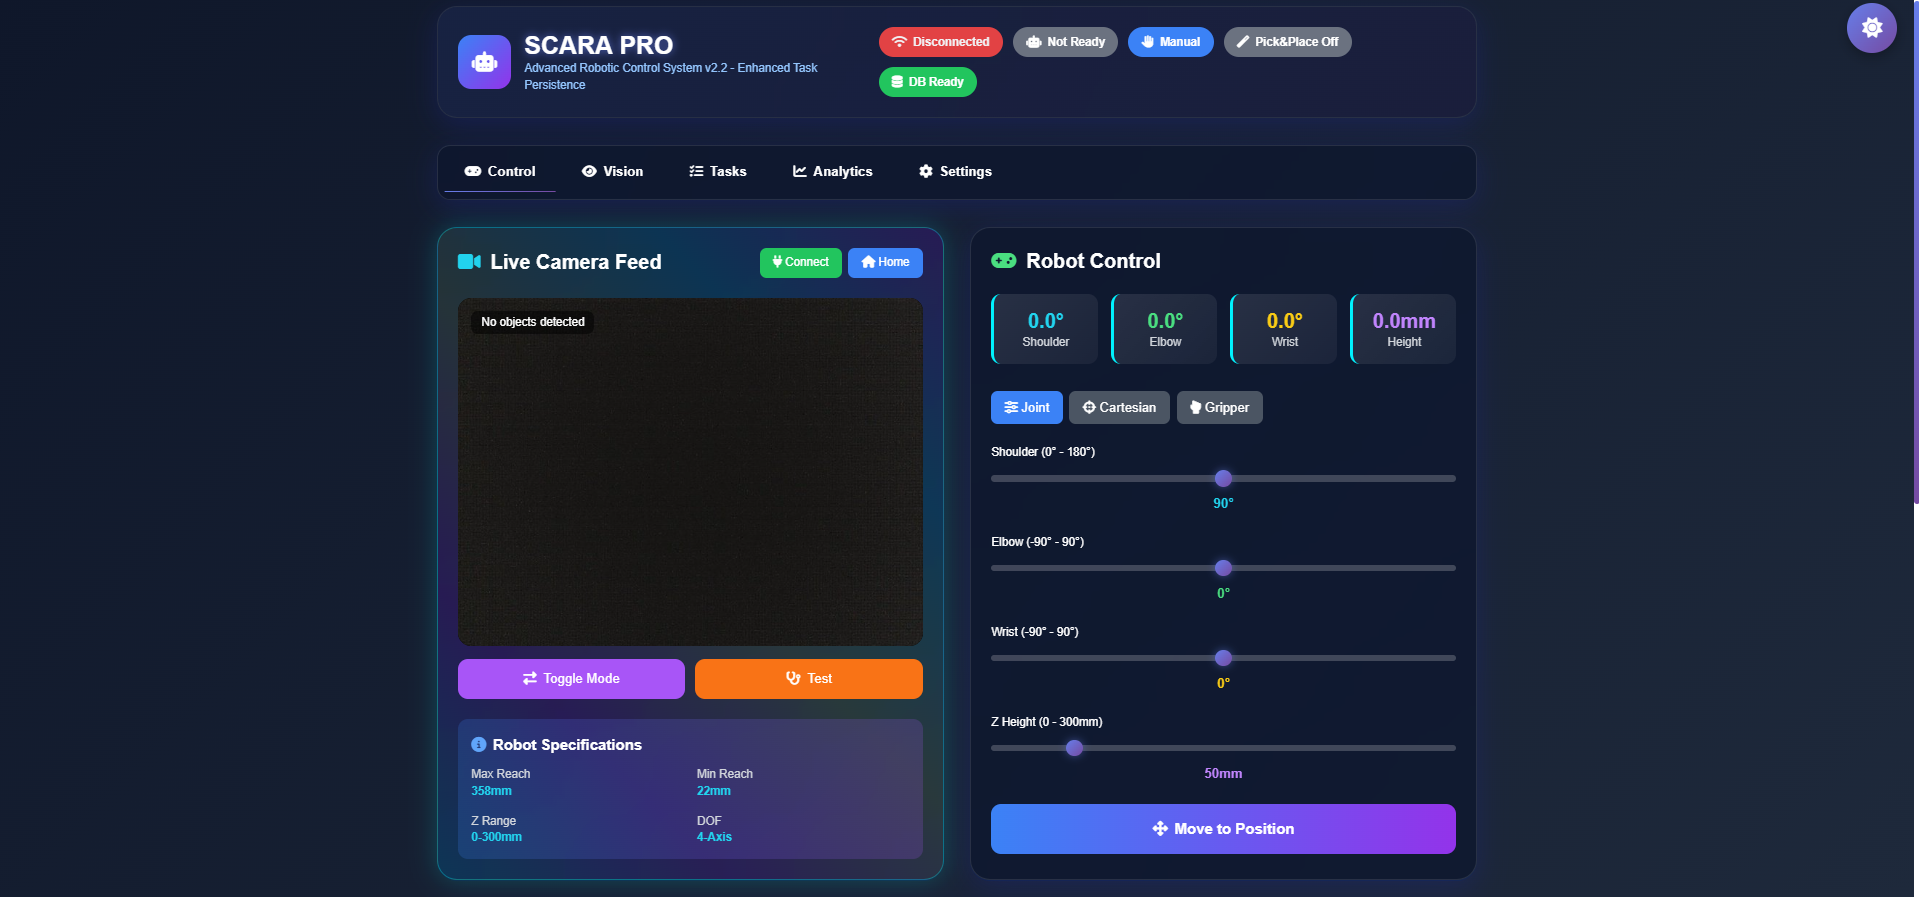 SCARA PRO
Advanced Robotic Control System v2.2 - Enhanced Task
Persistence
Disconnected
Not Ready
Manual
Pick&Place Off
DB Ready
Control
Vision
Tasks
Analytics
Settings
Live Camera Feed
Connect
Home
No objects detected
Toggle Mode
Test
Robot Specifications
Max Reach
358mm
Min Reach
22mm
Z Range
0-300mm
DOF
4-Axis
Robot Control
0.0°
Shoulder
0.0°
Elbow
0.0°
Wrist
0.0mm
Height
Joint
Cartesian
Gripper
Shoulder (0° - 180°)
90°
Elbow (-90° - 90°)
0°
Wrist (-90° - 90°)
0°
Z Height (0 - 300mm)
50mm
Move to Position